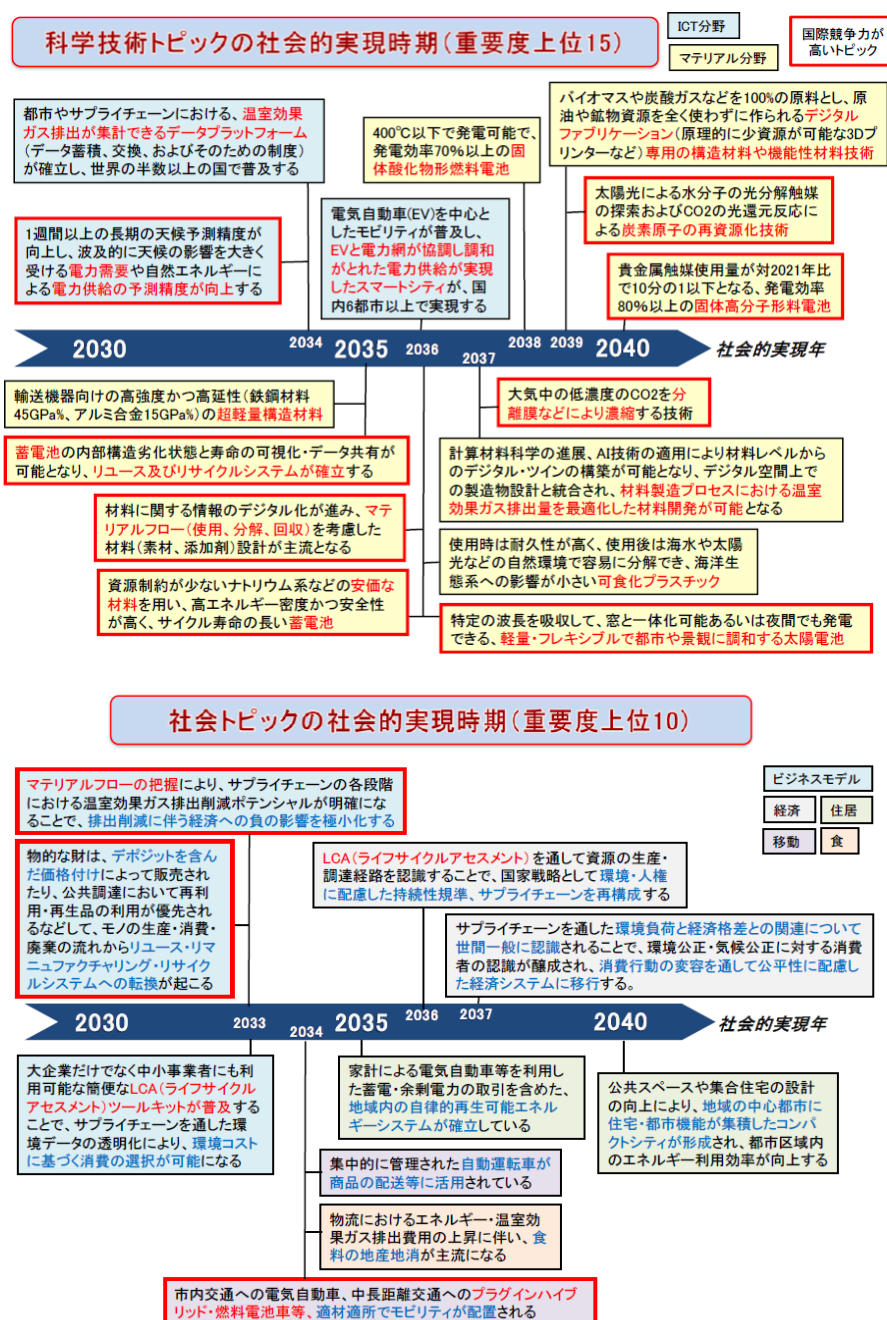 科学技術トピックの社会的実現時期(重要度上位15)
ICT分野
マテリアル分野
国際競争力が
高いトピック
都市やサプライチェーンにおける、温室効果
ガス排出が集計できるデータプラットフォーム
(データ蓄積、交換、およびそのための制度)
が確立し、世界の半数以上の国で普及する
400℃以下で発電可能で、
発電効率70%以上の固
体酸化物形燃料電池
バイオマスや炭酸ガスなどを100%の原料とし、原
油や鉱物資源を全く使わずに作られるデジタル
ファブリケーション(原理的に少資源が可能な3Dプ
リンターなど)専用の構造材料や機能性材料技術
1週間以上の長期の天候予測精度が
向上し、波及的に天候の影響を大きく
受ける電力需要や自然エネルギーに
よる電力供給の予測精度が向上する
電気自動車(EV)を中心と
したモビリティが普及し、
EVと電力網が協調し調和
がとれた電力供給が実現
したスマートシティが、国
内6都市以上で実現する
太陽光による水分子の光分解触媒
の探索およびCO2の光還元反応に
よる炭素原子の再資源化技術
貴金属触媒使用量が対2021年比
で10分の1以下となる、発電効率
80%以上の固体高分子形料電池
2030
2034
2035
2036
2037
2038
2039
2040
社会的実現年
輸送機器向けの高強度かつ高延性(鉄鋼材料
45GPa%、アルミ合金15GPa%)の超軽量構造材料
大気中の低濃度のCO2を分
離膜などにより濃縮する技術
蓄電池の内部構造劣化状態と寿命の可視化・データ共有が
可能となり、リユース及びリサイクルシステムが確立する
計算材料科学の進展、AI技術の適用により材料レベルから
のデジタル・ツインの構築が可能となり、デジタル空間上で
の製造物設計と統合され、材料製造プロセスにおける温室
効果ガス排出量を最適化した材料開発が可能となる
材料に関する情報のデジタル化が進み、マテ
リアルフロー(使用、分解、回収)を考慮した
材料(素材、添加剤)設計が主流となる
使用時は耐久性が高く、使用後は海水や太陽
光などの自然環境で容易に分解でき、海洋生
態系への影響が小さい可食化プラスチック
資源制約が少ないナトリウム系などの安価な
材料を用い、高エネルギー密度かつ安全性
が高く、サイクル寿命の長い蓄電池
特定の波長を吸収して、窓と一体化可能あるいは夜間でも発電
できる、軽量・フレキシブルで都市や景観に調和する太陽電池
社会トピックの社会的実現時期(重要度上位10)
マテリアルフローの把握により、サプライチェーンの各段階
における温室効果ガス排出削減ポテンシャルが明確にな
ることで、排出削減に伴う経済への負の影響を極小化する
ビジネスモデル
経済
住居
移動
食
物的な財は、デポジットを含ん
だ価格付けによって販売され
たり、公共調達において再利
用・再生品の利用が優先され
るなどして、モノの生産・消費・
廃棄の流れからリユース・リマ
ニュファクチャリング・リサイク
ルシステムへの転換が起こる
LCA(ライフサイクルアセスメント)を通して資源の生産・
調達経路を認識することで、国家戦略として環境・人権
に配慮した持続性規準、サプライチェーンを再構成する
サプライチェーンを通した環境負荷と経済格差との関連について
世間一般に認識されることで、環境公正・気候公正に対する消費
者の認識が醸成され、消費行動の変容を通して公平性に配慮し
た経済システムに移行する。
2030
2033
2034
2035
2036
2037
2040
社会的実現年
大企業だけでなく中小事業者にも利
用可能な簡便なLCA(ライフサイクル
アセスメント)ツールキットが普及する
ことで、サプライチェーンを通した環
境データの透明化により、環境コスト
に基づく消費の選択が可能になる
家計による電気自動車等を利用し
た蓄電・余剰電力の取引を含めた、
地域内の自律的再生可能エネル
ギーシステムが確立している
公共スペースや集合住宅の設計
の向上により、地域の中心都市に
住宅・都市機能が集積したコンパ
クトシティが形成され、都市区域内
のエネルギー利用効率が向上する
集中的に管理された自動運転車が
商品の配送等に活用されている
物流におけるエネルギー・温室効
果ガス排出費用の上昇に伴い、食
料の地産地消が主流になる
市内交通への電気自動車、中長距離交通へのプラグインハイブ
リッド・燃料電池車等、適材適所でモビリティが配置される